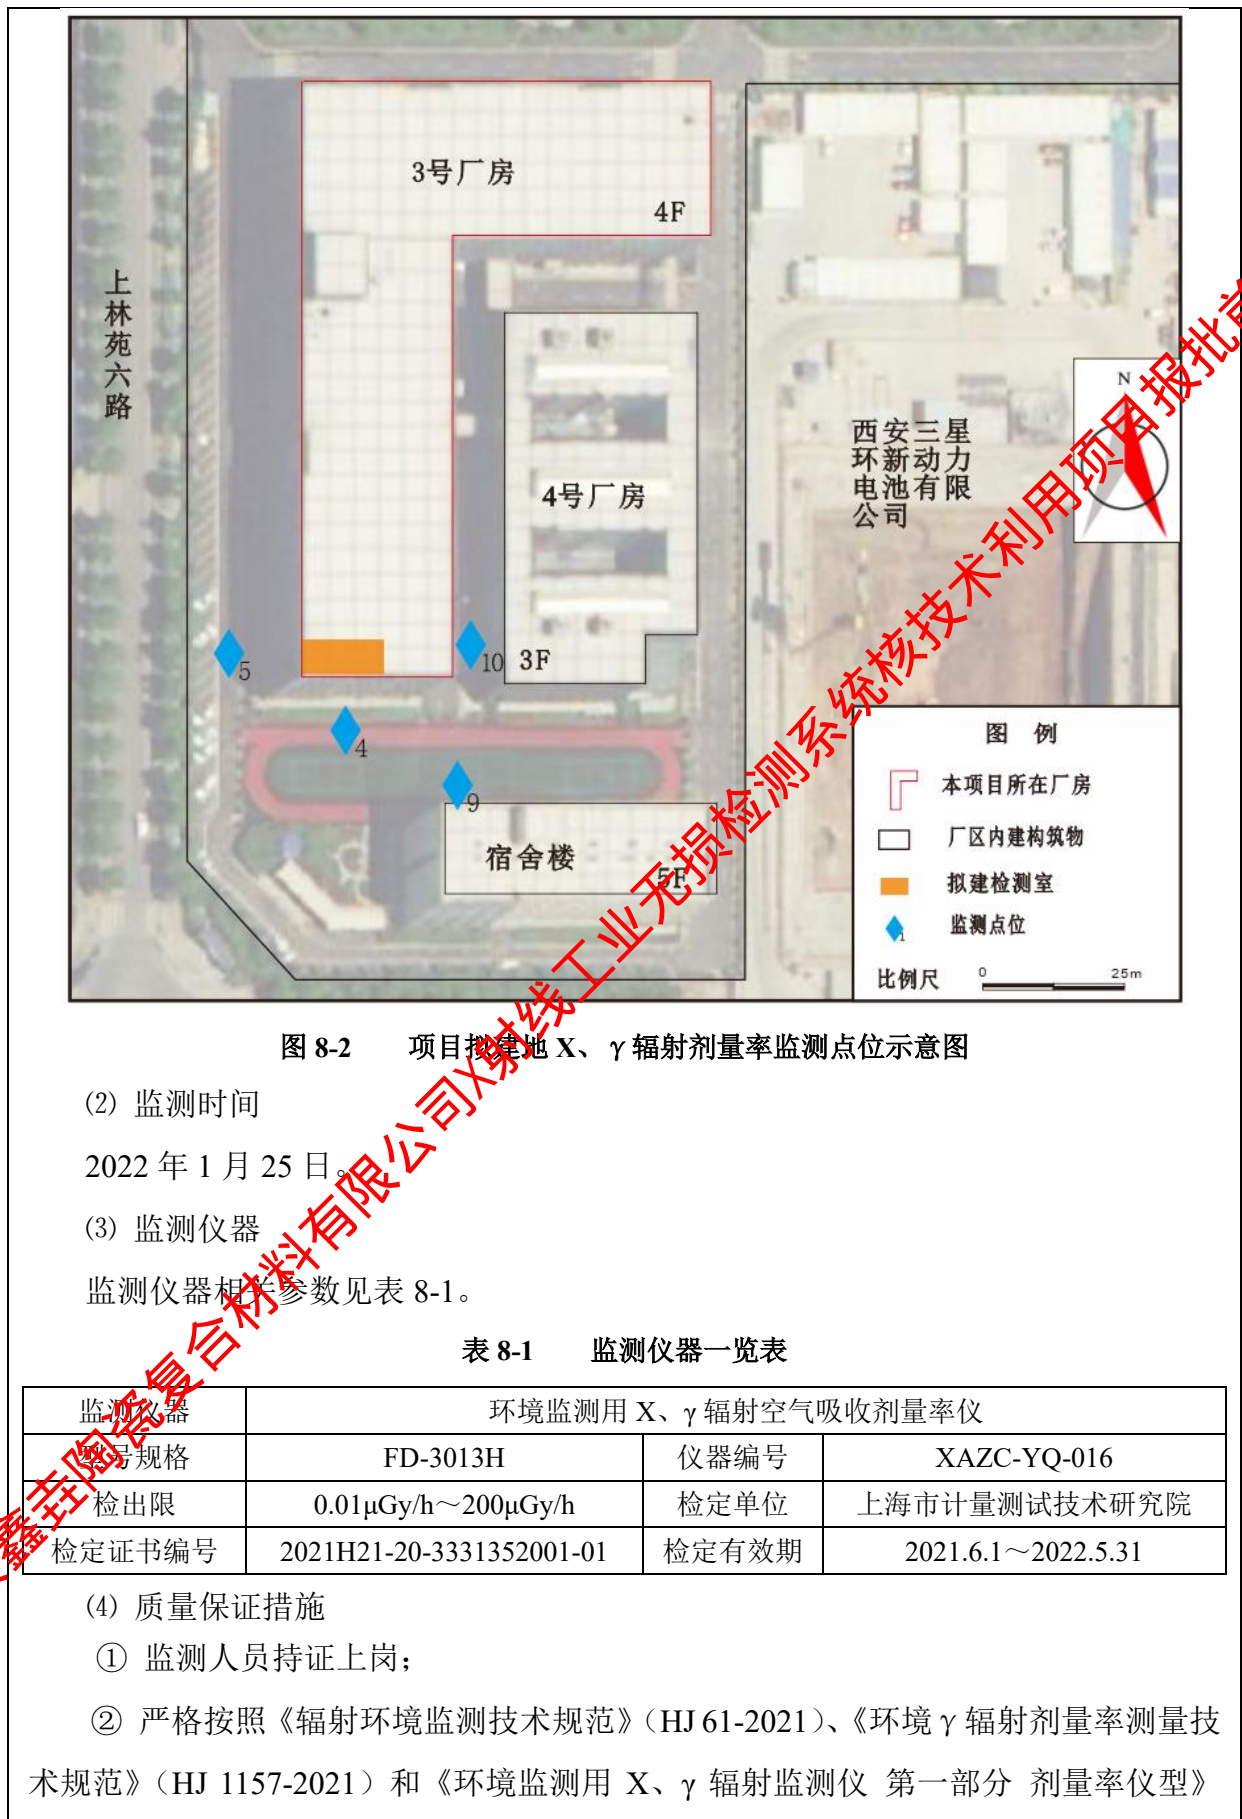 3号厂房
4F
上林苑六路
N
西安三星
环新动力
电池有限
公司
4号厂房
5
10
3F
4
9
宿舍楼
5F
图 例
本项目所在厂房
厂区内建构筑物
拟建检测室
1
监测点位
比例尺 0 25m
图 8-2 项目拟建地 X、γ 辐射剂量率监测点位示意图
⑵ 监测时间
2022 年 1 月 25 日。
⑶ 监测仪器
监测仪器相关参数见表 8-1。
表 8-1 监测仪器一览表
监测仪器 环境监测用 X、γ 辐射空气吸收剂量率仪
型号规格 FD-3013H 仪器编号 XAZC-YQ-016
检出限 0.01μGy/h～200μGy/h 检定单位 上海市计量测试技术研究院
检定证书编号 2021H21-20-3331352001-01 检定有效期 2021.6.1～2022.5.31
⑷ 质量保证措施
① 监测人员持证上岗；
② 严格按照《辐射环境监测技术规范》（HJ 61-2021）、《环境 γ 辐射剂量率测量技
术规范》（HJ 1157-2021）和《环境监测用 X、γ 辐射监测仪 第一部分 剂量率仪型》
鑫垚陶瓷复合材料有限公司X射线工业无损检测系统核技术利用项目报批